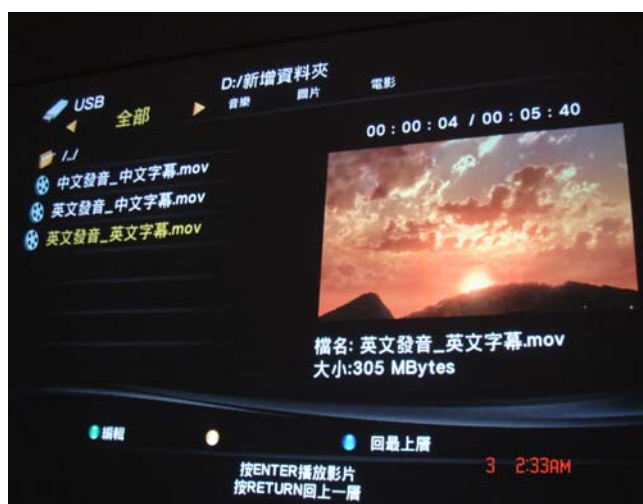 D:/新增資料夾
USB
全部 音樂 圖片 電影
00:00:04 / 00:05:40
/../
中文發音_中文字幕.mov
英文發音_中文字幕.mov
英文發音_英文字幕.mov
檔名: 英文發音_英文字幕.mov
大小:305 MBytes
編輯 回最上層
按ENTER播放影片
按RETURN回上一層
3 2:33AM